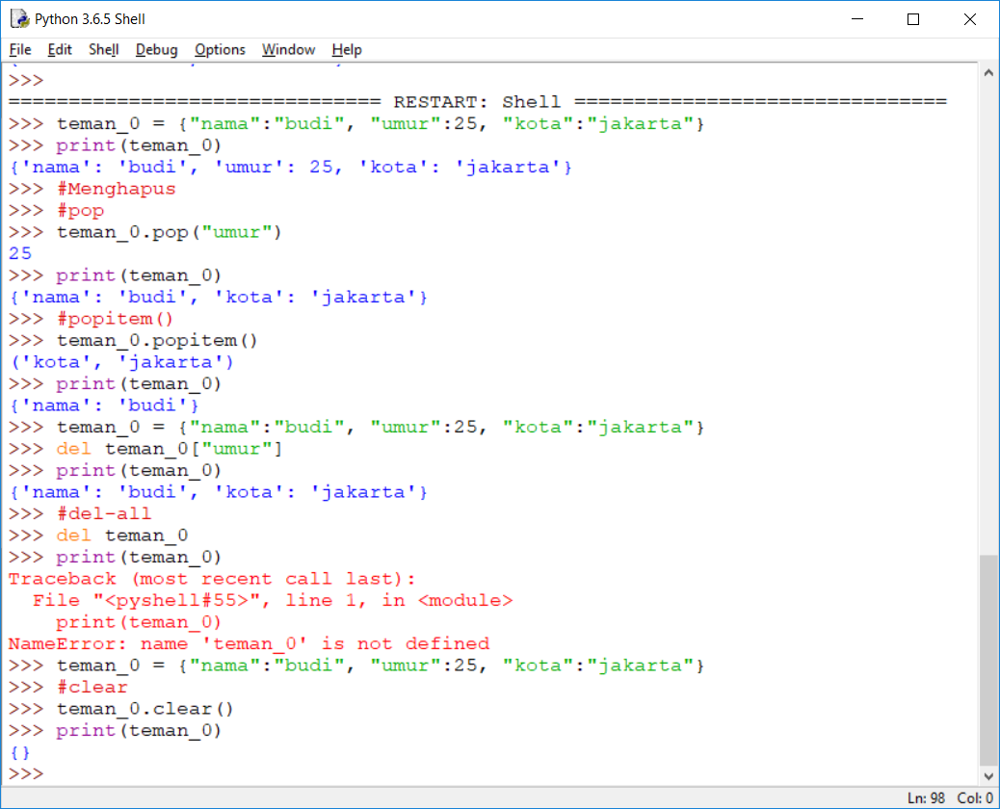 Python 3.6.5 Shell
File Edit Shell Debug Options Window Help
>>>
=============================== RESTART: Shell ===============================
>>> teman_0 = {"nama":"budi", "umur":25, "kota":"jakarta"}
>>> print(teman_0)
{'nama': 'budi', 'umur': 25, 'kota': 'jakarta'}
>>> #Menghapus
>>> #pop
>>> teman_0.pop("umur")
25
>>> print(teman_0)
{'nama': 'budi', 'kota': 'jakarta'}
>>> #popitem()
>>> teman_0.popitem()
('kota', 'jakarta')
>>> print(teman_0)
{'nama': 'budi'}
>>> teman_0 = {"nama":"budi", "umur":25, "kota":"jakarta"}
>>> del teman_0["umur"]
>>> print(teman_0)
{'nama': 'budi', 'kota': 'jakarta'}
>>> #del-all
>>> del teman_0
>>> print(teman_0)
Traceback (most recent call last):
  File "<pyshell#55>", line 1, in <module>
    print(teman_0)
NameError: name 'teman_0' is not defined
>>> teman_0 = {"nama":"budi", "umur":25, "kota":"jakarta"}
>>> #clear
>>> teman_0.clear()
>>> print(teman_0)
{}
>>>
Ln: 98 Col: 0